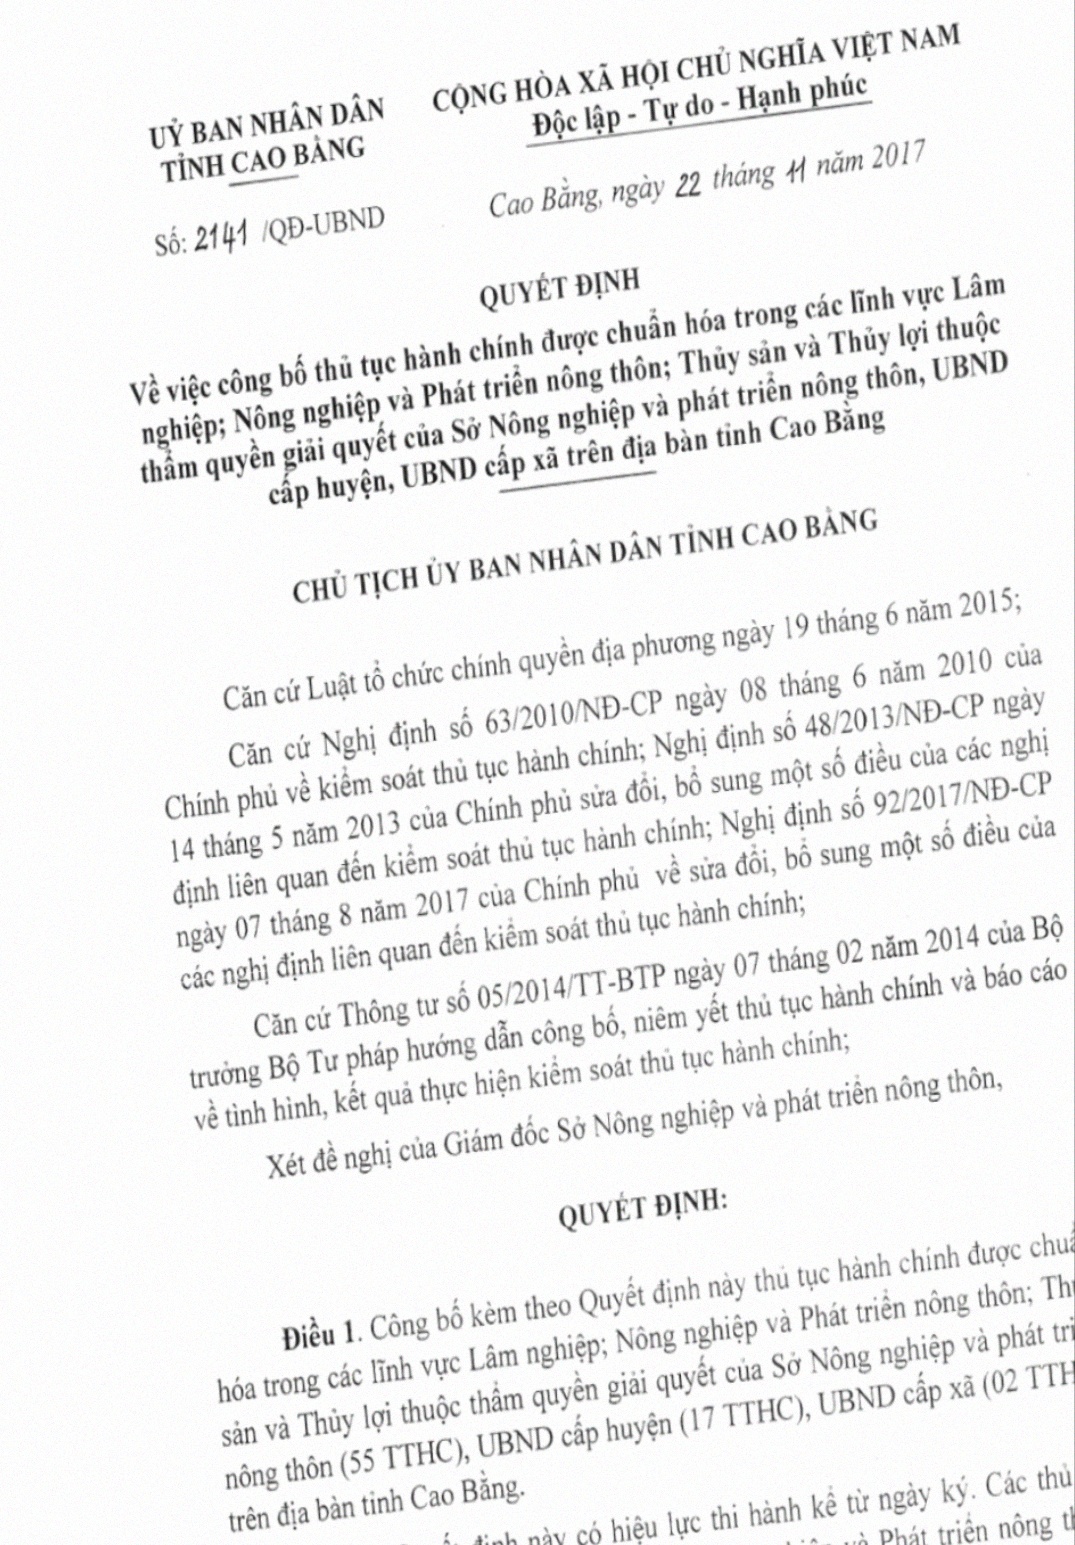 UỶ BAN NHÂN DÂN
TỈNH CAO BẰNG
CỘNG HÒA XÃ HỘI CHỦ NGHĨA VIỆT NAM
Độc lập - Tự do - Hạnh phúc
Số: 2141 /QĐ-UBND
Cao Bằng, ngày 22 tháng 11 năm 2017
QUYẾT ĐỊNH
Về việc công bố thủ tục hành chính được chuẩn hóa trong các lĩnh vực Lâm
nghiệp; Nông nghiệp và Phát triển nông thôn; Thủy sản và Thủy lợi thuộc
thẩm quyền giải quyết của Sở Nông nghiệp và phát triển nông thôn, UBND
cấp huyện, UBND cấp xã trên địa bàn tỉnh Cao Bằng
CHỦ TỊCH ỦY BAN NHÂN DÂN TỈNH CAO BẰNG
Căn cứ Luật tổ chức chính quyền địa phương ngày 19 tháng 6 năm 2015;
Căn cứ Nghị định số 63/2010/NĐ-CP ngày 08 tháng 6 năm 2010 của
Chính phủ về kiểm soát thủ tục hành chính; Nghị định số 48/2013/NĐ-CP ngày
14 tháng 5 năm 2013 của Chính phủ sửa đổi, bổ sung một số điều của các nghị
định liên quan đến kiểm soát thủ tục hành chính; Nghị định số 92/2017/NĐ-CP
ngày 07 tháng 8 năm 2017 của Chính phủ về sửa đổi, bổ sung một số điều của
các nghị định liên quan đến kiểm soát thủ tục hành chính;
Căn cứ Thông tư số 05/2014/TT-BTP ngày 07 tháng 02 năm 2014 của Bộ
trưởng Bộ Tư pháp hướng dẫn công bố, niêm yết thủ tục hành chính và báo cáo
về tình hình, kết quả thực hiện kiểm soát thủ tục hành chính;
Xét đề nghị của Giám đốc Sở Nông nghiệp và phát triển nông thôn,
QUYẾT ĐỊNH:
Điều 1. Công bố kèm theo Quyết định này thủ tục hành chính được
hóa trong các lĩnh vực Lâm nghiệp; Nông nghiệp và Phát triển nông thôn;
sản và Thủy lợi thuộc thẩm quyền giải quyết của Sở Nông nghiệp và phát
nông thôn (55 TTHC), UBND cấp huyện (17 TTHC), UBND cấp xã (02
trên địa bàn tỉnh Cao Bằng.
này có hiệu lực thi hành kể từ ngày ký. Các thủ
Phát triển nông